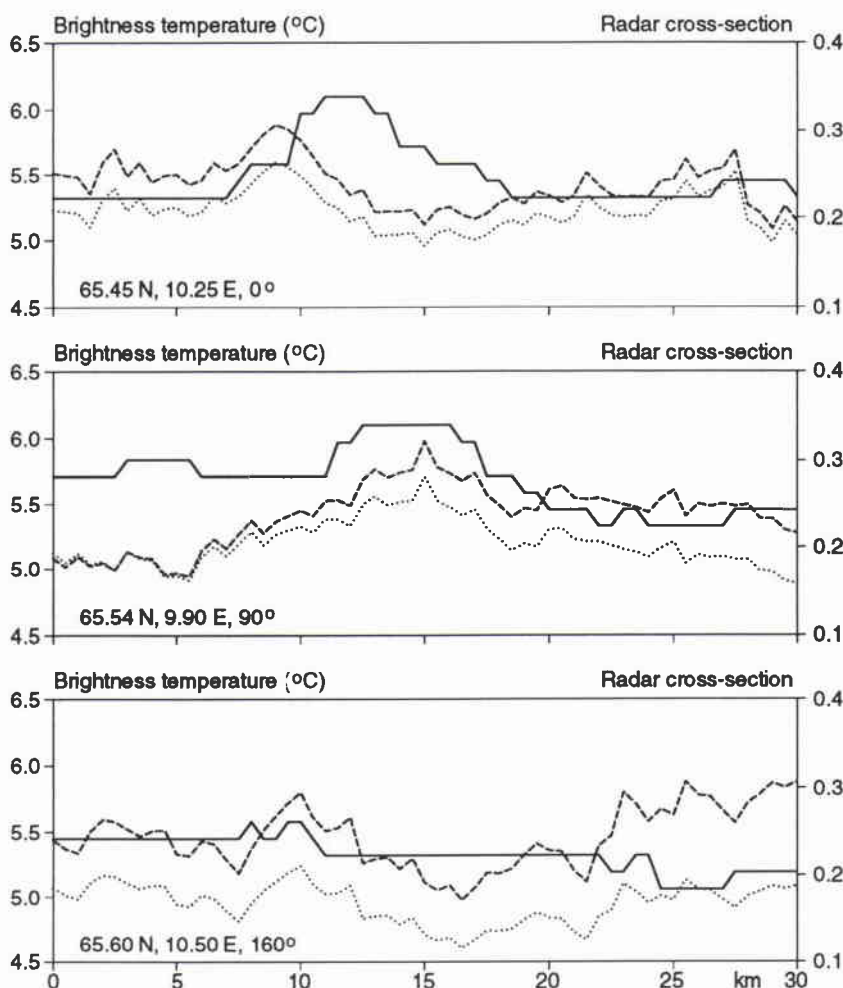 Brightness temperature (°C) Radar cross-section
6.5 0.4
6.0 0.3
5.5
5.0 0.2
4.5 0.1
65.45 N, 10.25 E, 0°
Brightness temperature (°C) Radar cross-section
6.5 0.4
6.0
5.5 0.3
5.0 0.2
4.5 0.1
65.54 N, 9.90 E, 90°
Brightness temperature (°C) Radar cross-section
6.5 0.4
6.0 0.3
5.5
5.0 0.2
4.5 0.1
65.60 N, 10.50 E, 160°
0 5 10 15 20 25 km 30